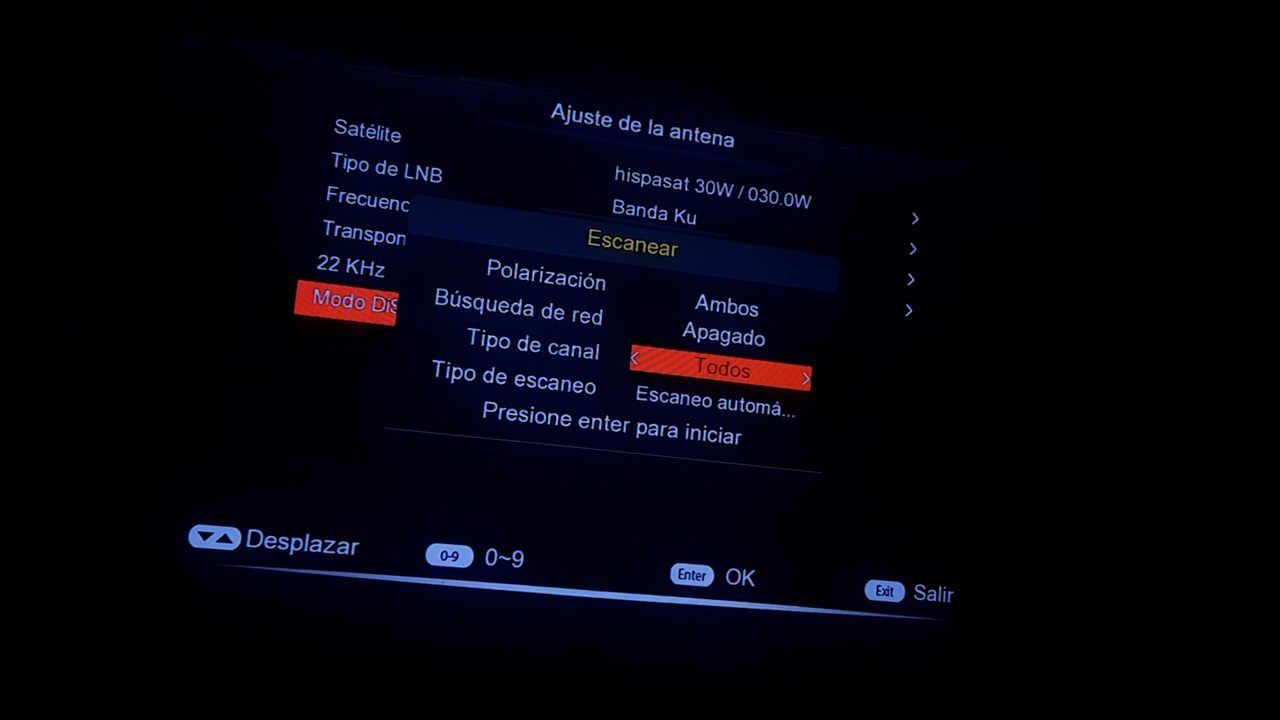 Ajuste de la antena
Satélite
hispasat 30W / 030.0W
Tipo de LNB
Banda Ku
Frecuenc
Transpon
22 KHz
Modo DiS
Escanear
Polarización
Ambos
Búsqueda de red
Apagado
Tipo de canal
Todos
Tipo de escaneo
Escaneo automá...
Presione enter para iniciar
Desplazar
0-9 0~9
Enter OK
Exit Salir